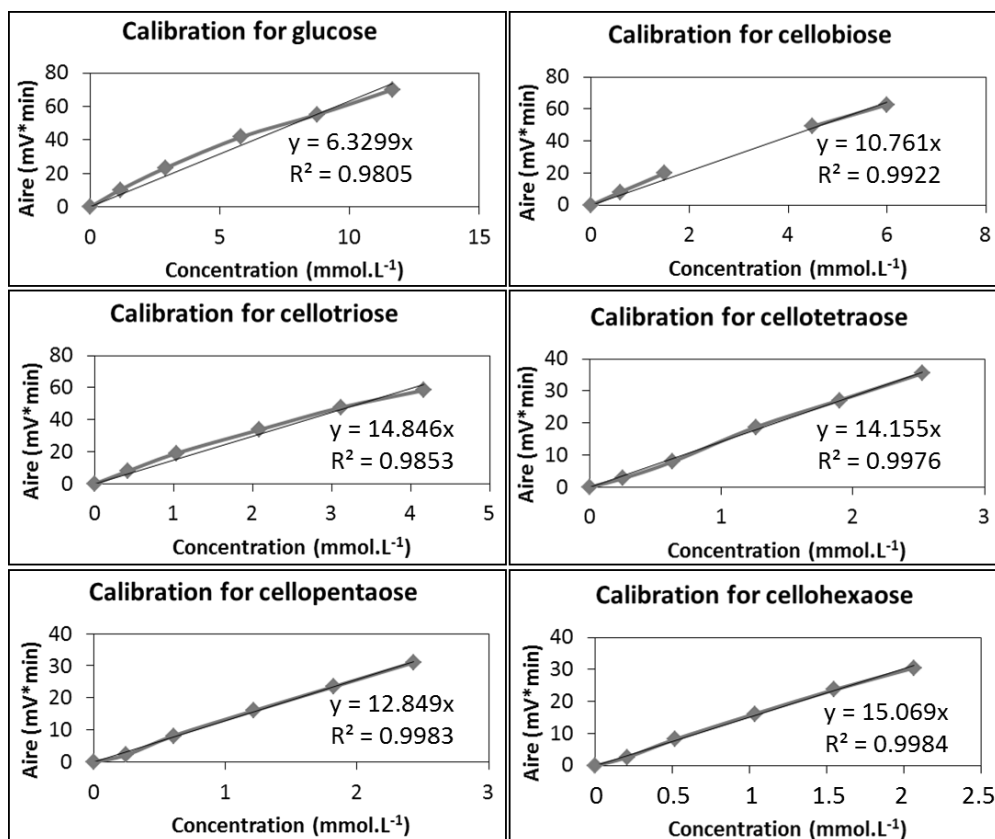 Calibration for glucose
Aire (mV*min)
80
60
40
20
0
y = 6.3299x
R² = 0.9805
0 5 10 15
Concentration (mmol.L⁻¹)
Calibration for cellobiose
Aire (mV*min)
80
60
40
20
0
y = 10.761x
R² = 0.9922
0 2 4 6 8
Concentration (mmol.L⁻¹)
Calibration for cellotriose
Aire (mV*min)
80
60
40
20
0
y = 14.846x
R² = 0.9853
0 1 2 3 4 5
Concentration (mmol.L⁻¹)
Calibration for cellotetraose
Aire (mV*min)
40
30
20
10
0
y = 14.155x
R² = 0.9976
0 1 2 3
Concentration (mmol.L⁻¹)
Calibration for cellopentaose
Aire (mV*min)
40
30
20
10
0
y = 12.849x
R² = 0.9983
0 1 2 3
Concentration (mmol.L⁻¹)
Calibration for cellohexaose
Aire (mV*min)
40
30
20
10
0
y = 15.069x
R² = 0.9984
0 0.5 1 1.5 2 2.5
Concentration (mmol.L⁻¹)